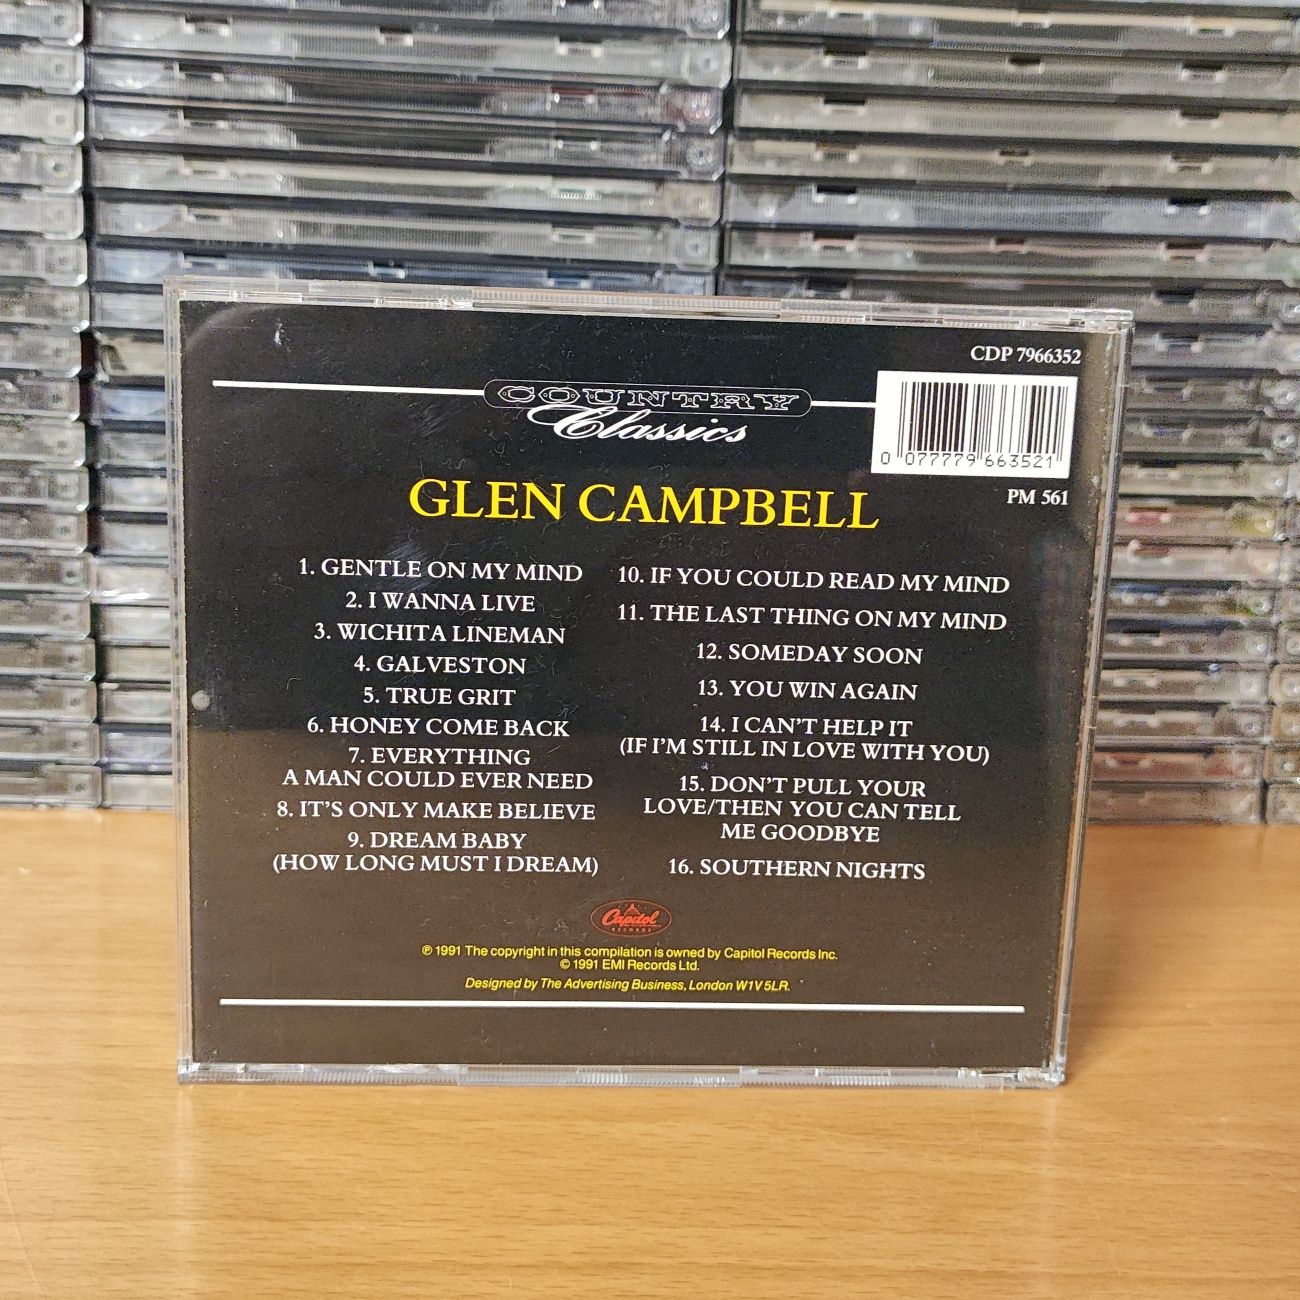 CDP 7966352
COUNTRY
Classics
0 077779 663521
PM 561
GLEN CAMPBELL
1. GENTLE ON MY MIND
2. I WANNA LIVE
3. WICHITA LINEMAN
4. GALVESTON
5. TRUE GRIT
6. HONEY COME BACK
7. EVERYTHING
A MAN COULD EVER NEED
8. IT'S ONLY MAKE BELIEVE
9. DREAM BABY
(HOW LONG MUST I DREAM)
10. IF YOU COULD READ MY MIND
11. THE LAST THING ON MY MIND
12. SOMEDAY SOON
13. YOU WIN AGAIN
14. I CAN'T HELP IT
(IF I'M STILL IN LOVE WITH YOU)
15. DON'T PULL YOUR
LOVE/THEN YOU CAN TELL
ME GOODBYE
16. SOUTHERN NIGHTS
Capitol
RECORDS
℗ 1991 The copyright in this compilation is owned by Capitol Records Inc.
© 1991 EMI Records Ltd.
Designed by The Advertising Business, London W1V 5LR.